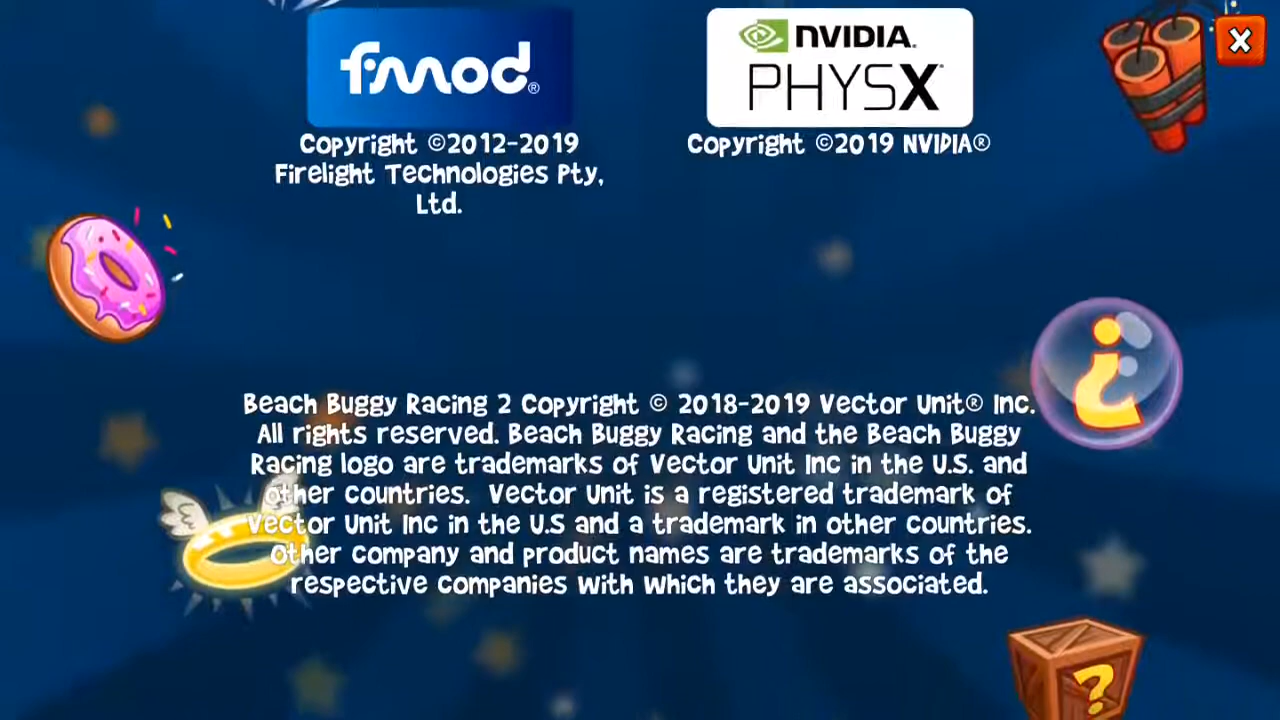 fmod®
NVIDIA.
PHYSX
Copyright ©2012-2019
Firelight Technologies Pty,
Ltd.
Copyright ©2019 NVIDIA®
¿
Beach Buggy Racing 2 Copyright © 2018-2019 Vector Unit® Inc.
All rights reserved. Beach Buggy Racing and the Beach Buggy
Racing logo are trademarks of Vector Unit Inc in the U.S. and
other countries.  Vector Unit is a registered trademark of
Vector Unit Inc in the U.S and a trademark in other countries.
Other company and product names are trademarks of the
respective companies with which they are associated.
?